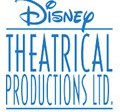 Disney
THEATRICAL
PRODUCTIONS LTD.